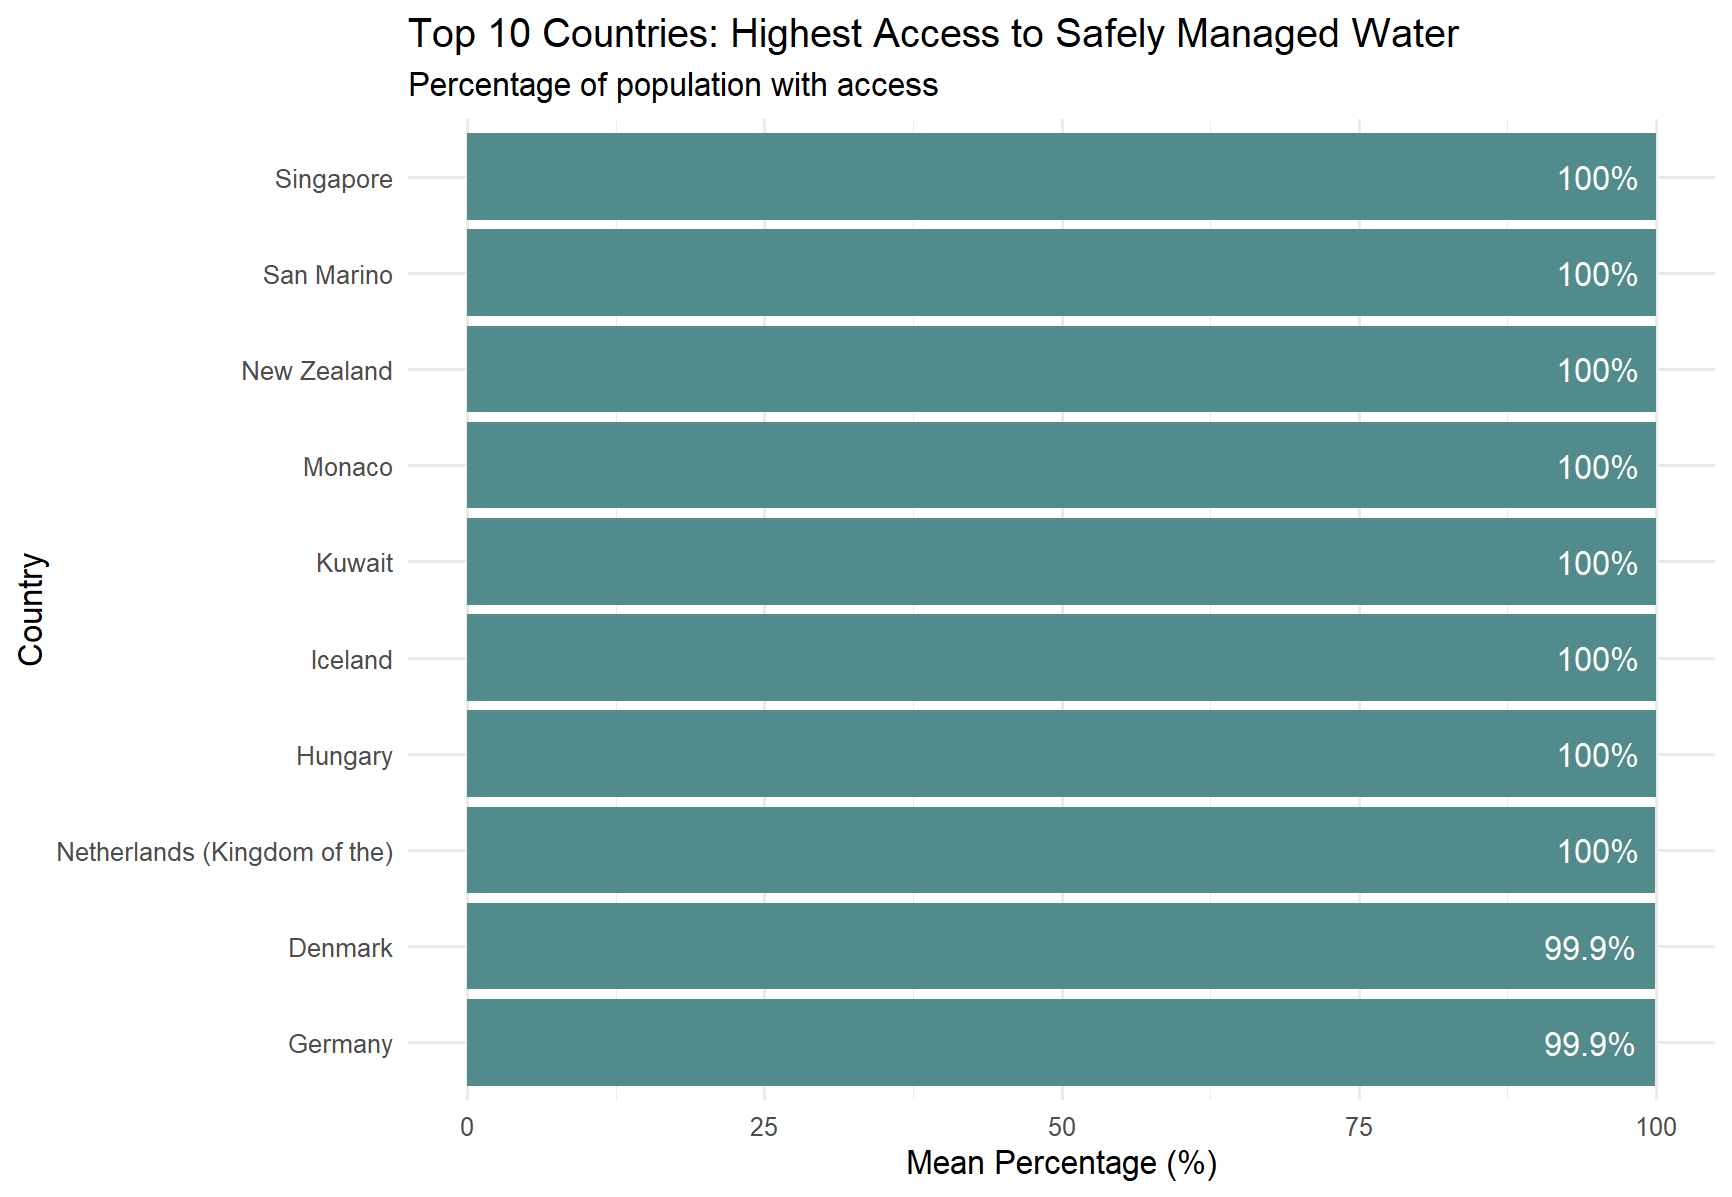 Top 10 Countries: Highest Access to Safely Managed Water
Percentage of population with access
Country
Singapore 100%
San Marino 100%
New Zealand 100%
Monaco 100%
Kuwait 100%
Iceland 100%
Hungary 100%
Netherlands (Kingdom of the) 100%
Denmark 99.9%
Germany 99.9%
0 25 50 75 100
Mean Percentage (%)